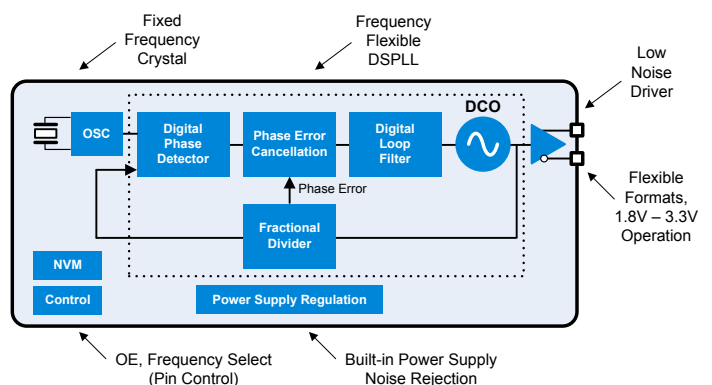 Fixed
Frequency
Crystal
Frequency
Flexible
DSPLL
Low
Noise
Driver
OSC
Digital
Phase
Detector
Phase Error
Cancellation
Digital
Loop
Filter
DCO
Phase Error
Fractional
Divider
Flexible
Formats,
1.8V – 3.3V
Operation
NVM
Control
Power Supply Regulation
OE, Frequency Select
(Pin Control)
Built-in Power Supply
Noise Rejection